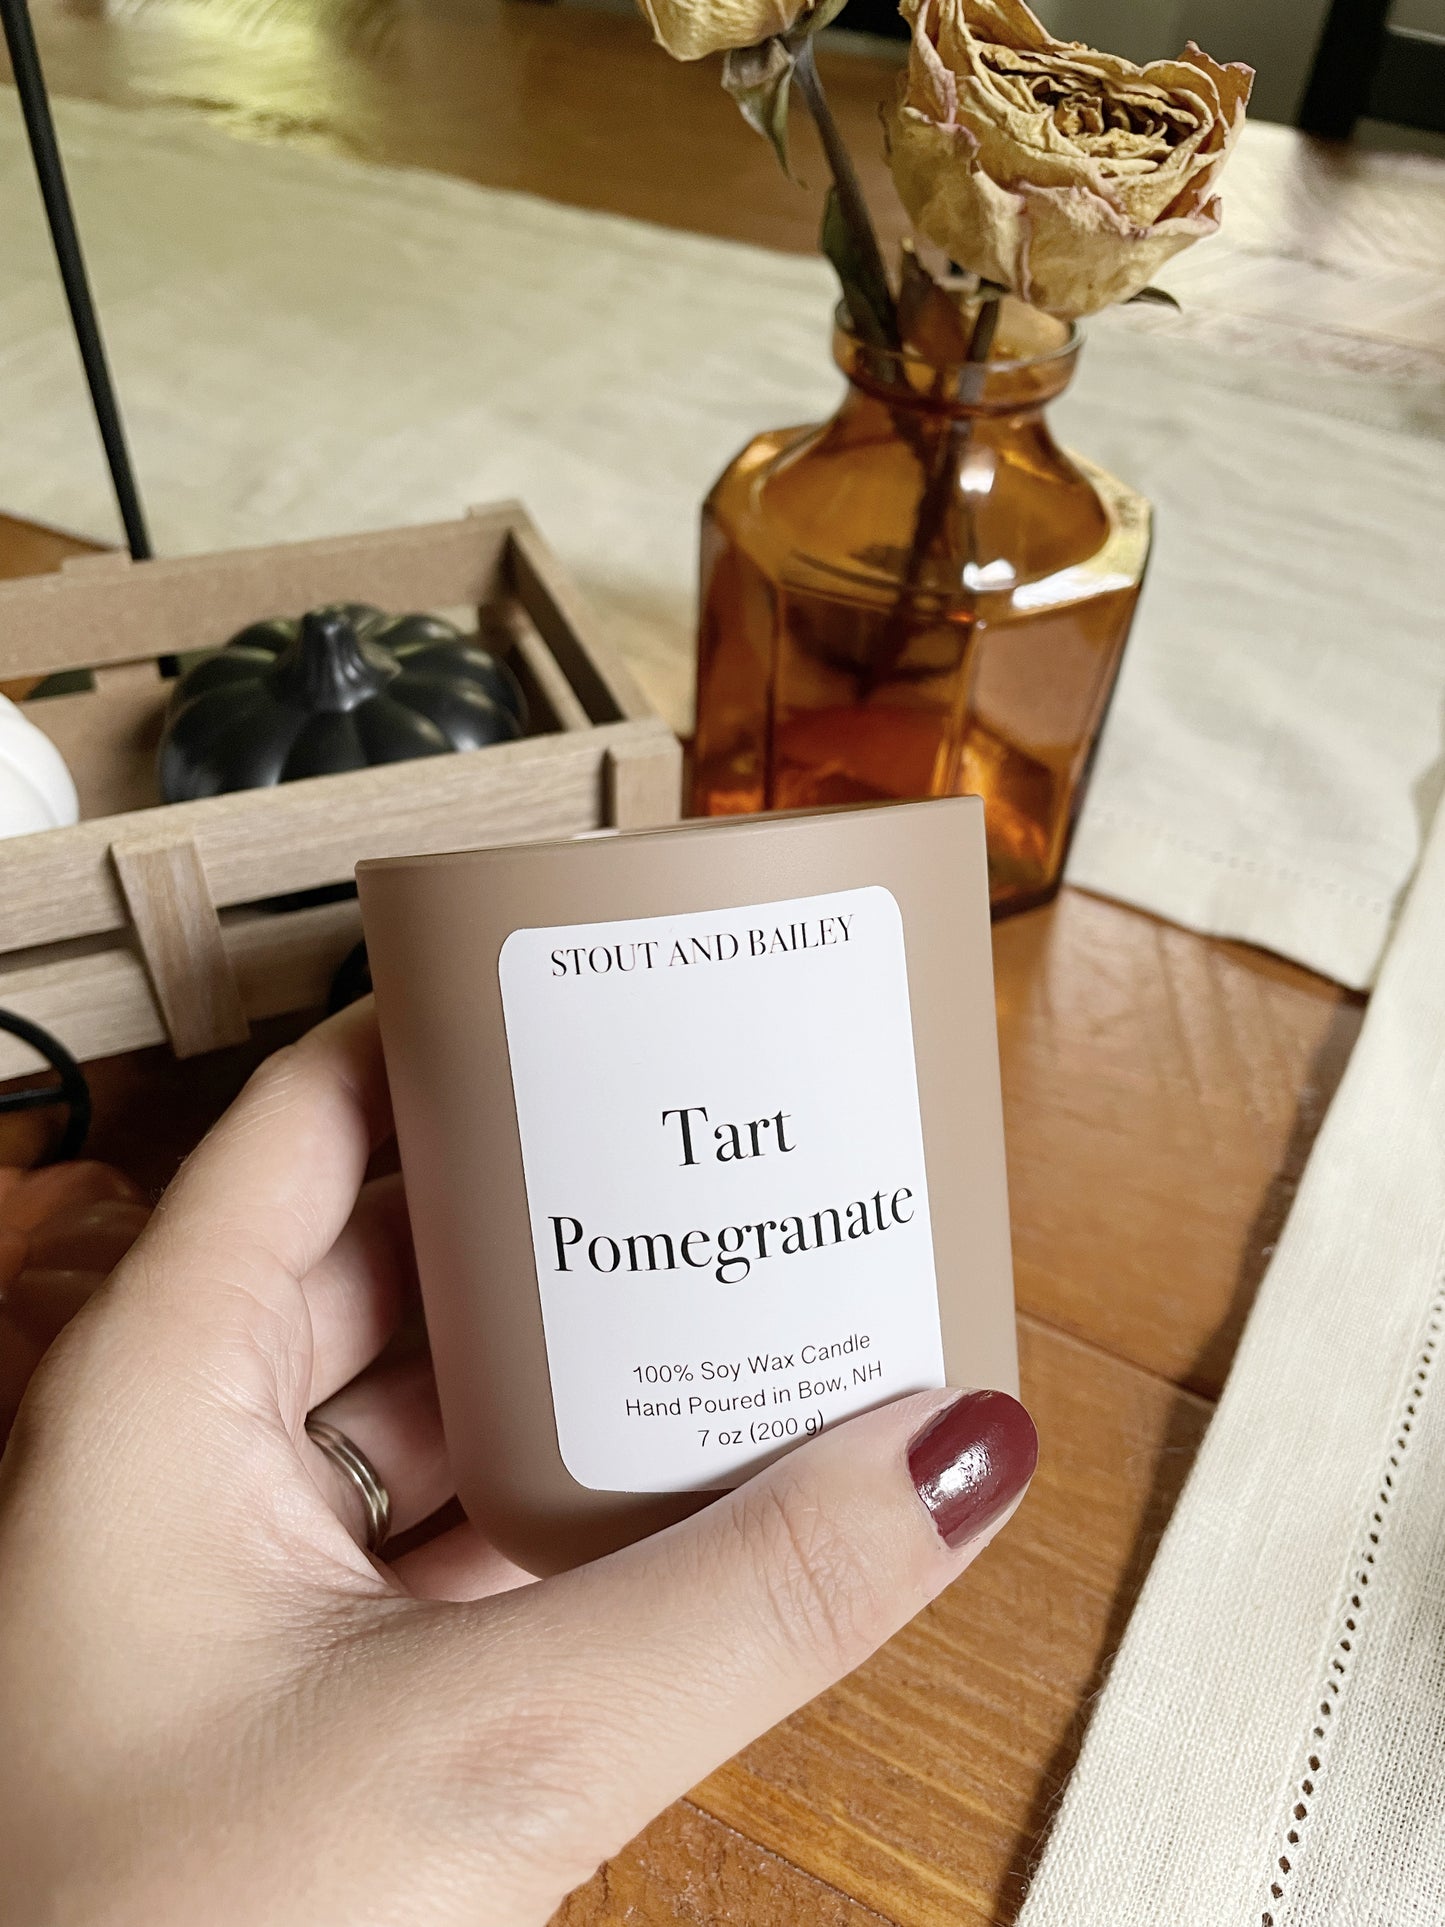 STOUT AND BAILEY
Tart
Pomegranate
100% Soy Wax Candle
Hand Poured in Bow, NH
7 oz (200 g)